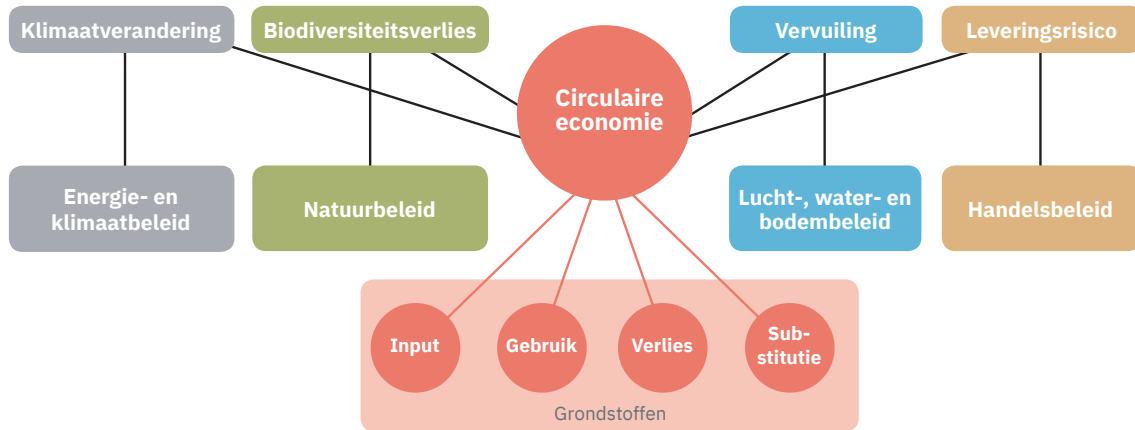 Klimaatverandering
Biodiversiteitsverlies
Vervuiling
Leveringsrisico
Circulaire
economie
Energie- en
klimaatbeleid
Natuurbeleid
Lucht-, water- en
bodembeleid
Handelsbeleid
Input
Gebruik
Verlies
Sub-
stitutie
Grondstoffen